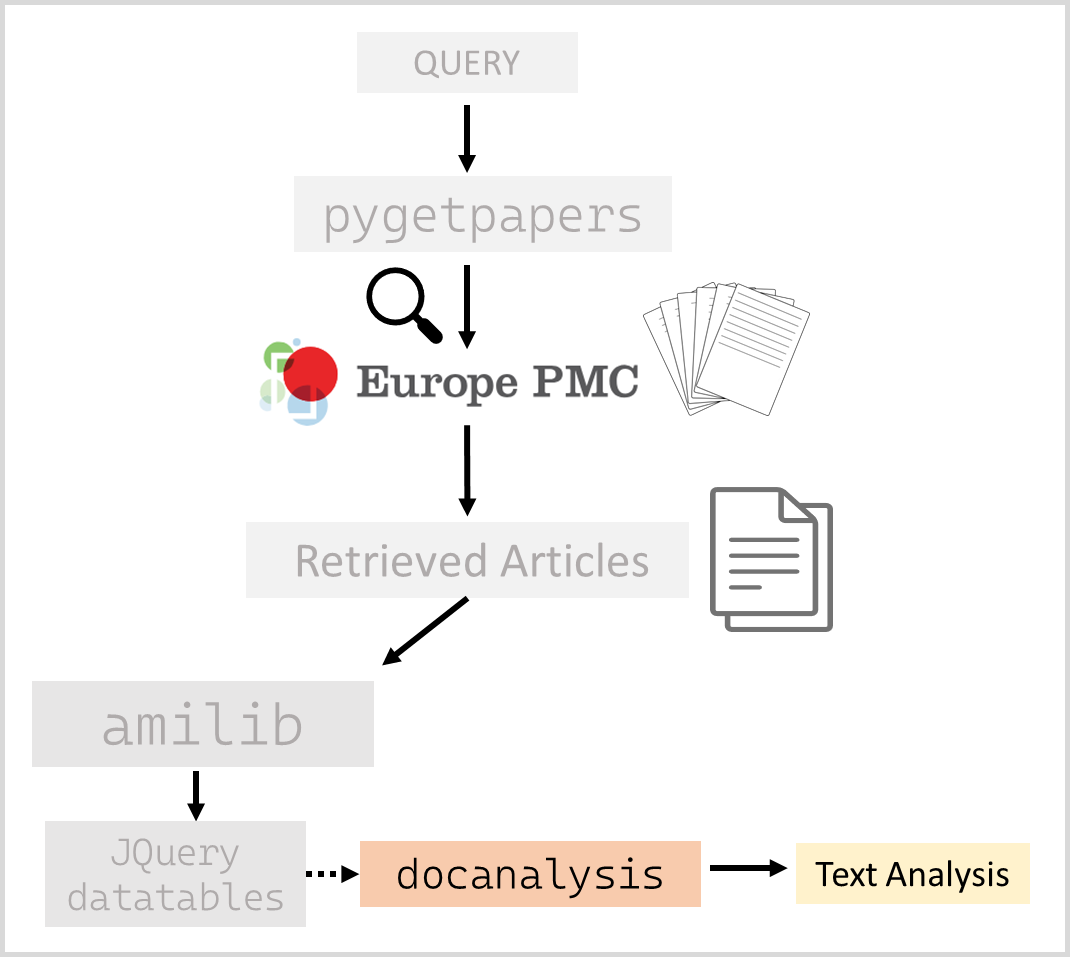 QUERY
pygetpapers
Europe PMC
Retrieved Articles
amilib
JQuery
datatables
docanalysis
Text Analysis